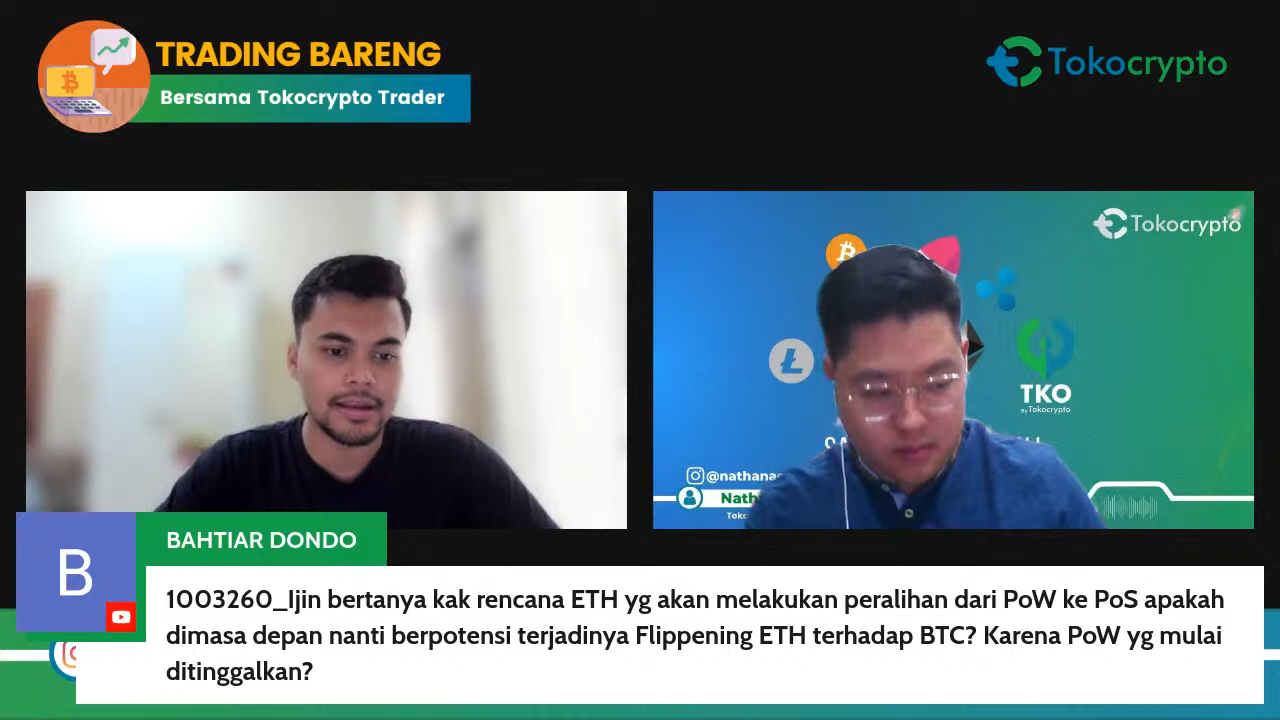 TRADING BARENG
Bersama Tokocrypto Trader
Tokocrypto
Tokocrypto
TKO
By Tokocrypto
BAHTIAR DONDO
B
1003260_Ijin bertanya kak rencana ETH yg akan melakukan peralihan dari PoW ke PoS apakah
dimasa depan nanti berpotensi terjadinya Flippening ETH terhadap BTC? Karena PoW yg mulai
ditinggalkan?